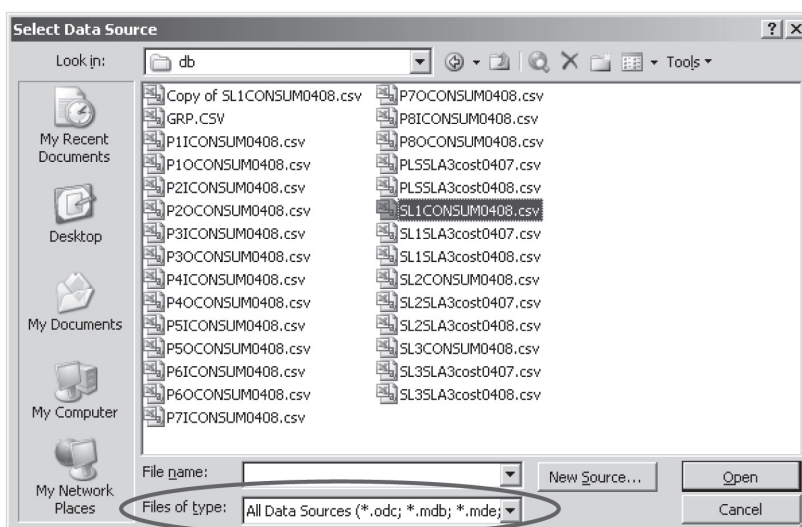 Select Data Source
Look in:
db
Tools
My Recent
Documents
Desktop
My Documents
My Computer
My Network
Places
Copy of SL1CONSUM0408.csv
GRP.CSV
P1ICONSUM0408.csv
P1OCONSUM0408.csv
P2ICONSUM0408.csv
P2OCONSUM0408.csv
P3ICONSUM0408.csv
P3OCONSUM0408.csv
P4ICONSUM0408.csv
P4OCONSUM0408.csv
P5ICONSUM0408.csv
P5OCONSUM0408.csv
P6ICONSUM0408.csv
P6OCONSUM0408.csv
P7ICONSUM0408.csv
P7OCONSUM0408.csv
P8ICONSUM0408.csv
P8OCONSUM0408.csv
PLSSLA3cost0407.csv
PLSSLA3cost0408.csv
SL1CONSUM0408.csv
SL1SLA3cost0407.csv
SL1SLA3cost0408.csv
SL2CONSUM0408.csv
SL2SLA3cost0407.csv
SL2SLA3cost0408.csv
SL3CONSUM0408.csv
SL3SLA3cost0407.csv
SL3SLA3cost0408.csv
File name:
New Source...
Open
Files of type:
All Data Sources (*.odc; *.mdb; *.mde;
Cancel